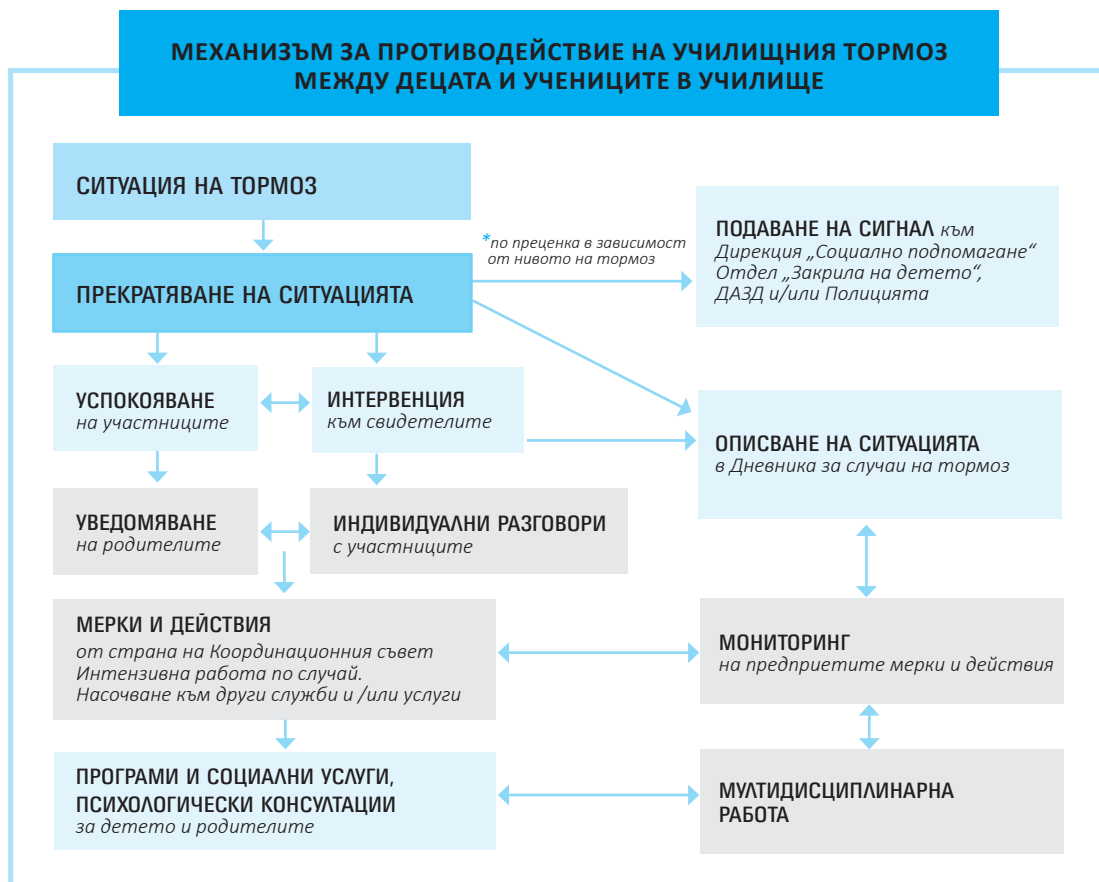 МЕХАНИЗЪМ ЗА ПРОТИВОДЕЙСТВИЕ НА УЧИЛИЩНИЯ ТОРМОЗ
МЕЖДУ ДЕЦАТА И УЧЕНИЦИТЕ В УЧИЛИЩЕ
СИТУАЦИЯ НА ТОРМОЗ
*по преценка в зависимост
от нивото на тормоз
ПОДАВАНЕ НА СИГНАЛ към
Дирекция „Социално подпомагане“
Отдел „Закрила на детето“,
ДАЗД и/или Полицията
ПРЕКРАТЯВАНЕ НА СИТУАЦИЯТА
УСПОКОЯВАНЕ
на участниците
ИНТЕРВЕНЦИЯ
към свидетелите
ОПИСВАНЕ НА СИТУАЦИЯТА
в Дневника за случаи на тормоз
УВЕДОМЯВАНЕ
на родителите
ИНДИВИДУАЛНИ РАЗГОВОРИ
с участниците
МЕРКИ И ДЕЙСТВИЯ
от страна на Координационния съвет
Интензивна работа по случай.
Насочване към други служби и /или услуги
МОНИТОРИНГ
на предприетите мерки и действия
ПРОГРАМИ И СОЦИАЛНИ УСЛУГИ,
ПСИХОЛОГИЧЕСКИ КОНСУЛТАЦИИ
за детето и родителите
МУЛТИДИСЦИПЛИНАРНА
РАБОТА